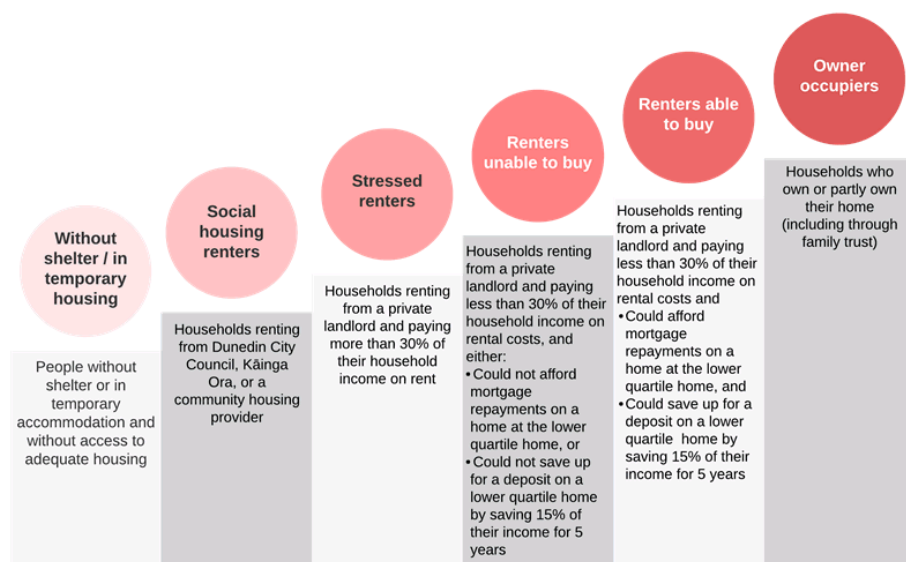 Without
shelter / in
temporary
housing
People without
shelter or in
temporary
accommodation and
without access to
adequate housing
Social
housing
renters
Households renting
from Dunedin City
Council, Kāinga
Ora, or a
community housing
provider
Stressed
renters
Households renting
from a private
landlord and paying
more than 30% of
their household
income on rent
Renters
unable to buy
Households renting
from a private
landlord and paying
less than 30% of their
household income on
rental costs, and
either:
•Could not afford
mortgage
repayments on a
home at the lower
quartile home, or
•Could not save up
for a deposit on a
lower quartile home
by saving 15% of
their income for 5
years
Renters able
to buy
Households renting
from a private
landlord and paying
less than 30% of their
household income on
rental costs and
•Could afford
mortgage
repayments on a
home at the lower
quartile home, and
•Could save up for a
deposit on a lower
quartile home by
saving 15% of their
income for 5 years
Owner
occupiers
Households who
own or partly own
their home
(including through
family trust)